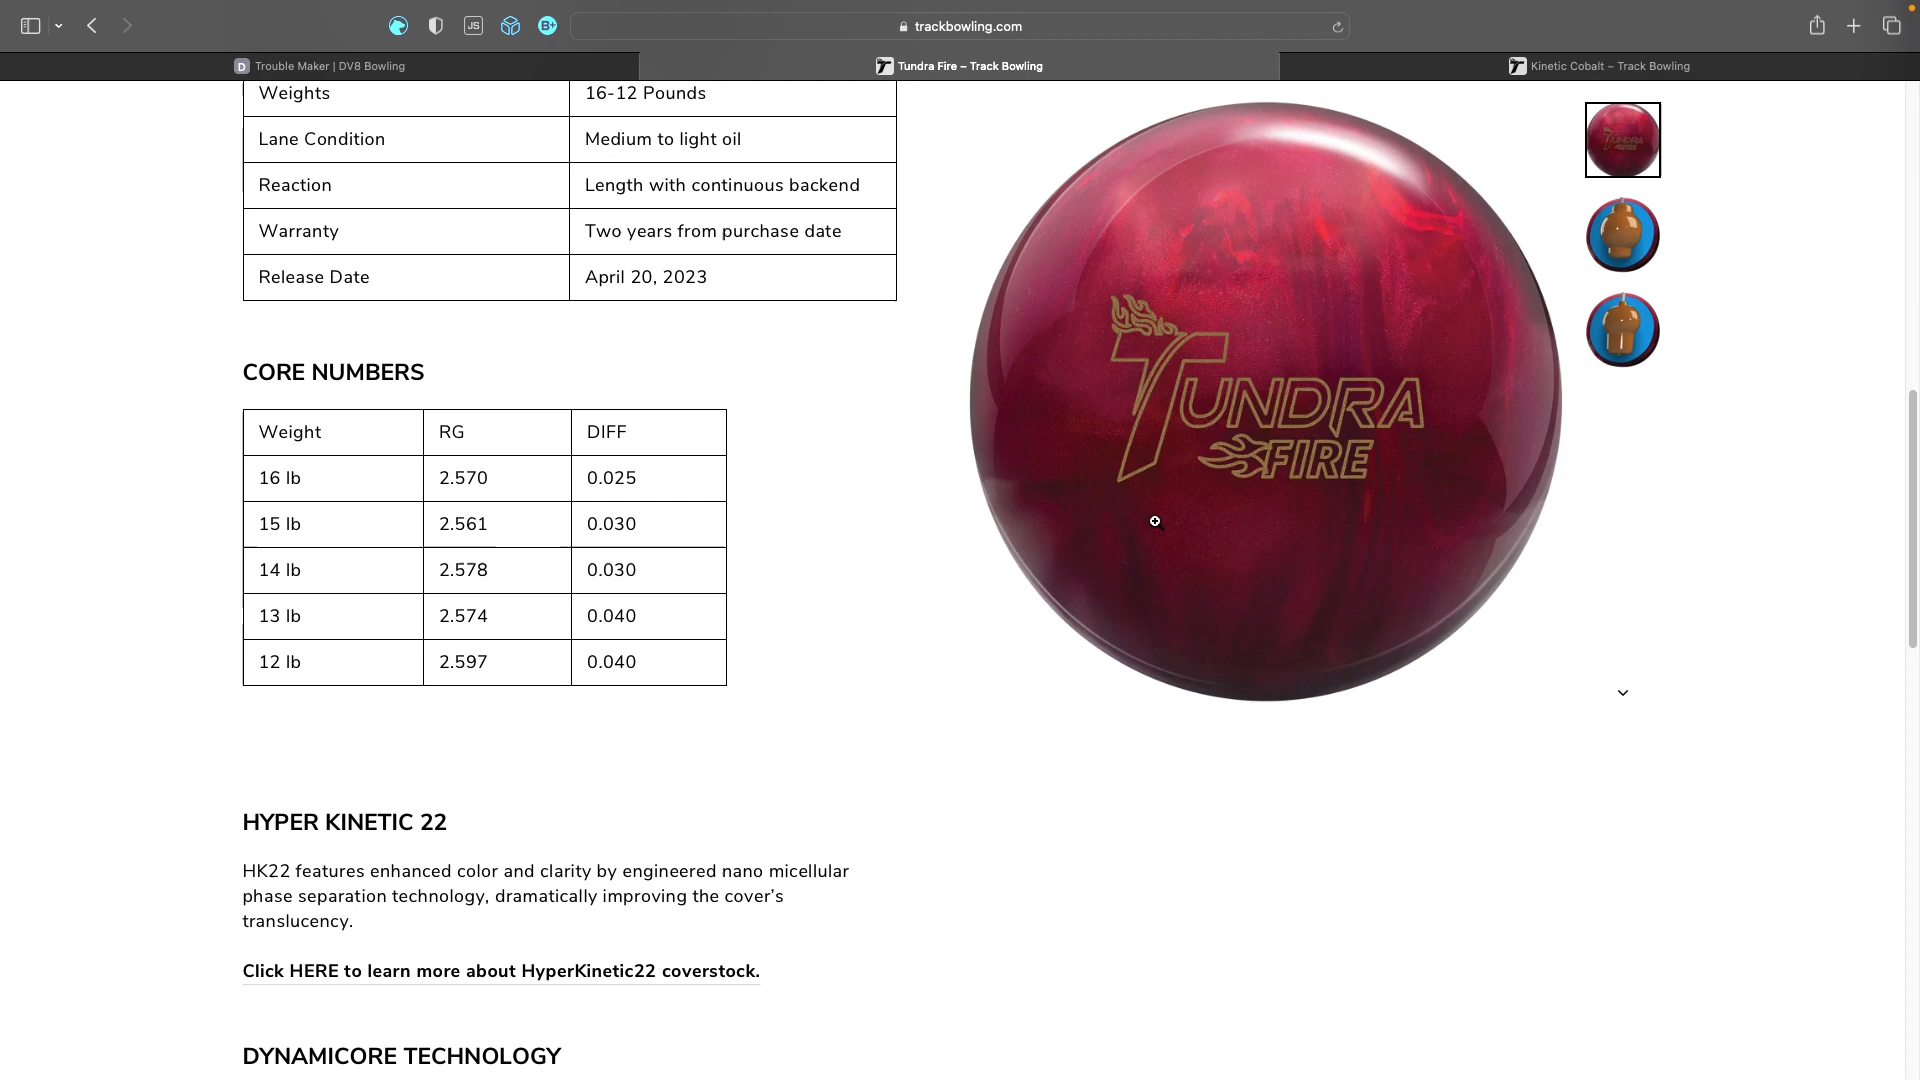 JS
B+
trackbowling.com
D Trouble Maker | DV8 Bowling
Tundra Fire – Track Bowling
Kinetic Cobalt – Track Bowling
Weights 16-12 Pounds
Lane Condition Medium to light oil
Reaction Length with continuous backend
Warranty Two years from purchase date
Release Date April 20, 2023
CORE NUMBERS
Weight RG DIFF
16 lb 2.570 0.025
15 lb 2.561 0.030
14 lb 2.578 0.030
13 lb 2.574 0.040
12 lb 2.597 0.040
TUNDRA
FIRE
TUNDRA
FIRE
HYPER KINETIC 22
HK22 features enhanced color and clarity by engineered nano micellular
phase separation technology, dramatically improving the cover’s
translucency.
Click HERE to learn more about HyperKinetic22 coverstock.
DYNAMICORE TECHNOLOGY